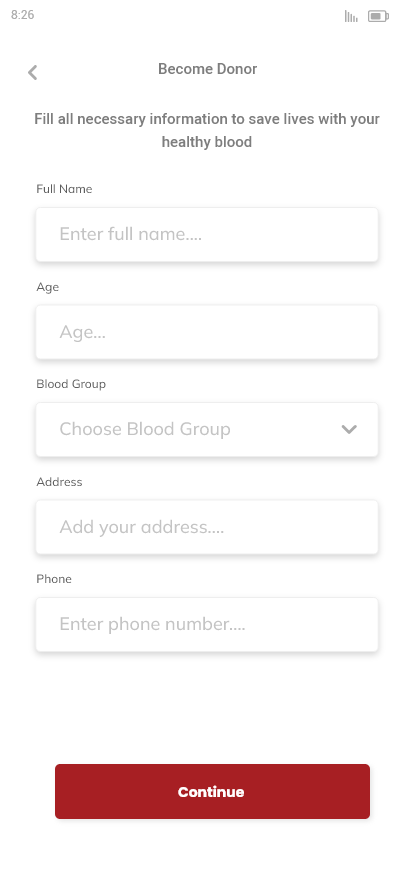 8:26
Become Donor
Fill all necessary information to save lives with your
healthy blood
Full Name
Enter full name....
Age
Age...
Blood Group
Choose Blood Group
Address
Add your address....
Phone
Enter phone number....
Continue